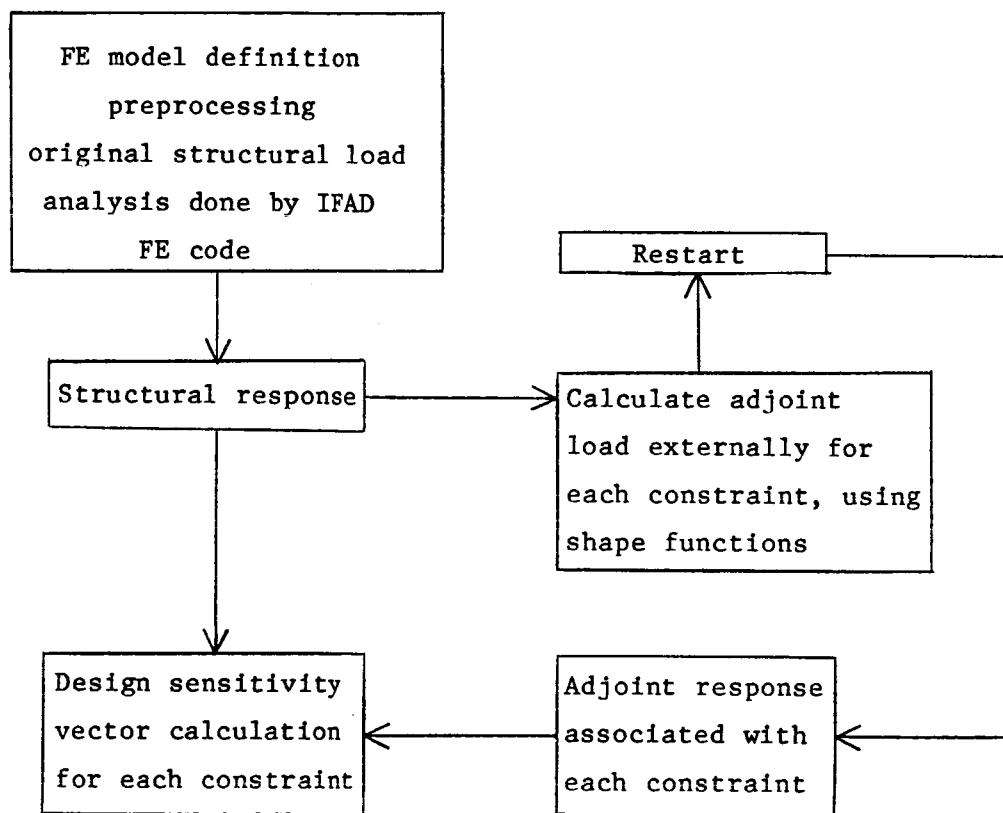 FE model definition
preprocessing
original structural load
analysis done by IFAD
FE code
Restart
Structural response
Calculate adjoint
load externally for
each constraint, using
shape functions
Design sensitivity
vector calculation
for each constraint
Adjoint response
associated with
each constraint